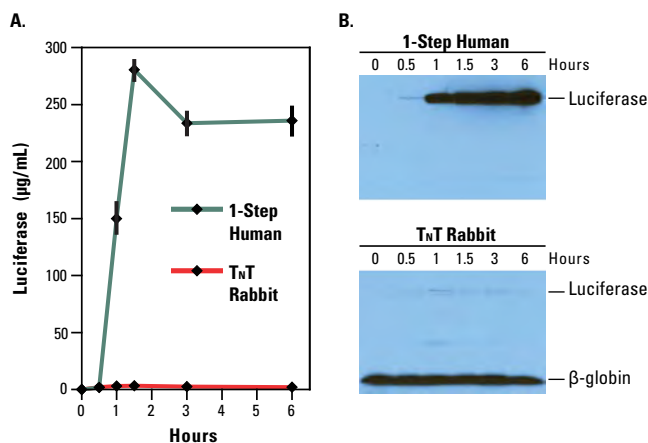 A.
Luciferase (µg/mL)
300
250
200
150
100
50
0
0 1 2 3 4 5 6
Hours
1-Step
Human
TNT
Rabbit
B.
1-Step Human
0 0.5 1 1.5 3 6 Hours
Luciferase
TNT Rabbit
0 0.5 1 1.5 3 6 Hours
Luciferase
β-globin